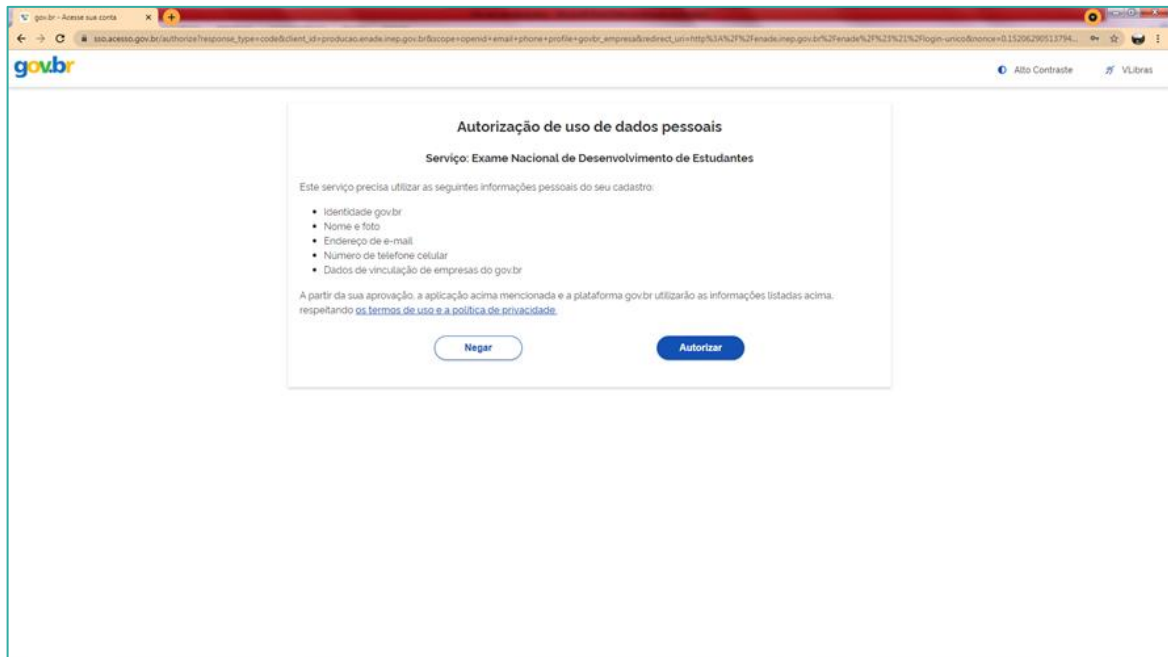 gov.br - Acesse sua conta
sso.acesso.gov.br/authorize?response_type=code&client_id=producao.enade.inep.gov.br&scope=openid+email+phone+profile+govbr_empresa&redirect_uri=http%3A%2F%2Fenade.inep.gov.br%2Fenade%2F%23%21%2Flogin-unico&nonce=0.15206290513794...
gov.br
Alto Contraste
VLibras
Autorização de uso de dados pessoais
Serviço: Exame Nacional de Desenvolvimento de Estudantes
Este serviço precisa utilizar as seguintes informações pessoais do seu cadastro:
• Identidade gov.br
• Nome e foto
• Endereço de e-mail
• Número de telefone celular
• Dados de vinculação de empresas do gov.br
A partir da sua aprovação, a aplicação acima mencionada e a plataforma gov.br utilizarão as informações listadas acima,
respeitando os termos de uso e a política de privacidade.
Negar
Autorizar